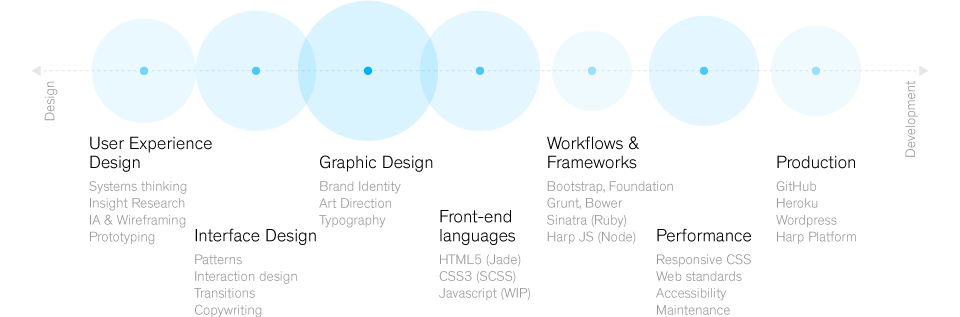 Design
User Experience
Design
Systems thinking
Insight Research
IA & Wireframing
Prototyping
Interface Design
Patterns
Interaction design
Transitions
Copywriting
Graphic Design
Brand Identity
Art Direction
Typography
Front-end
languages
HTML5 (Jade)
CSS3 (SCSS)
Javascript (WIP)
Workflows &
Frameworks
Bootstrap, Foundation
Grunt, Bower
Sinatra (Ruby)
Harp JS (Node)
Performance
Responsive CSS
Web standards
Accessibility
Maintenance
Production
GitHub
Heroku
Wordpress
Harp Platform
Development